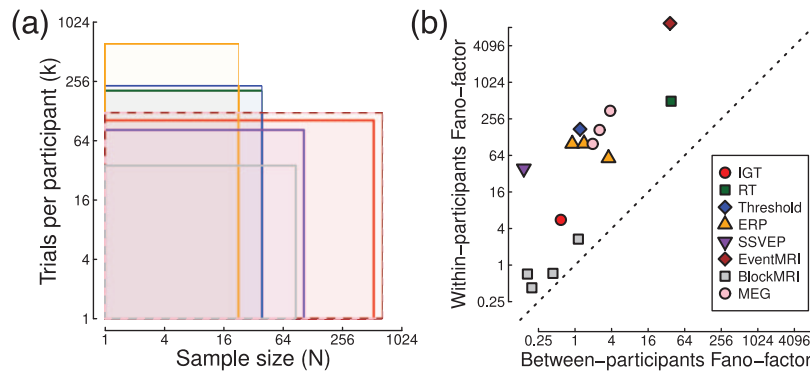 (a)
Trials per participant (k)
1024
256
64
16
4
1
1 4 16 64 256 1024
Sample size (N)
(b)
Within−participants Fano−factor
4096
1024
256
64
16
4
1
0.25
0.25 1 4 16 64 256 1024 4096
Between−participants Fano−factor
IGT
RT
Threshold
ERP
SSVEP
EventMRI
BlockMRI
MEG